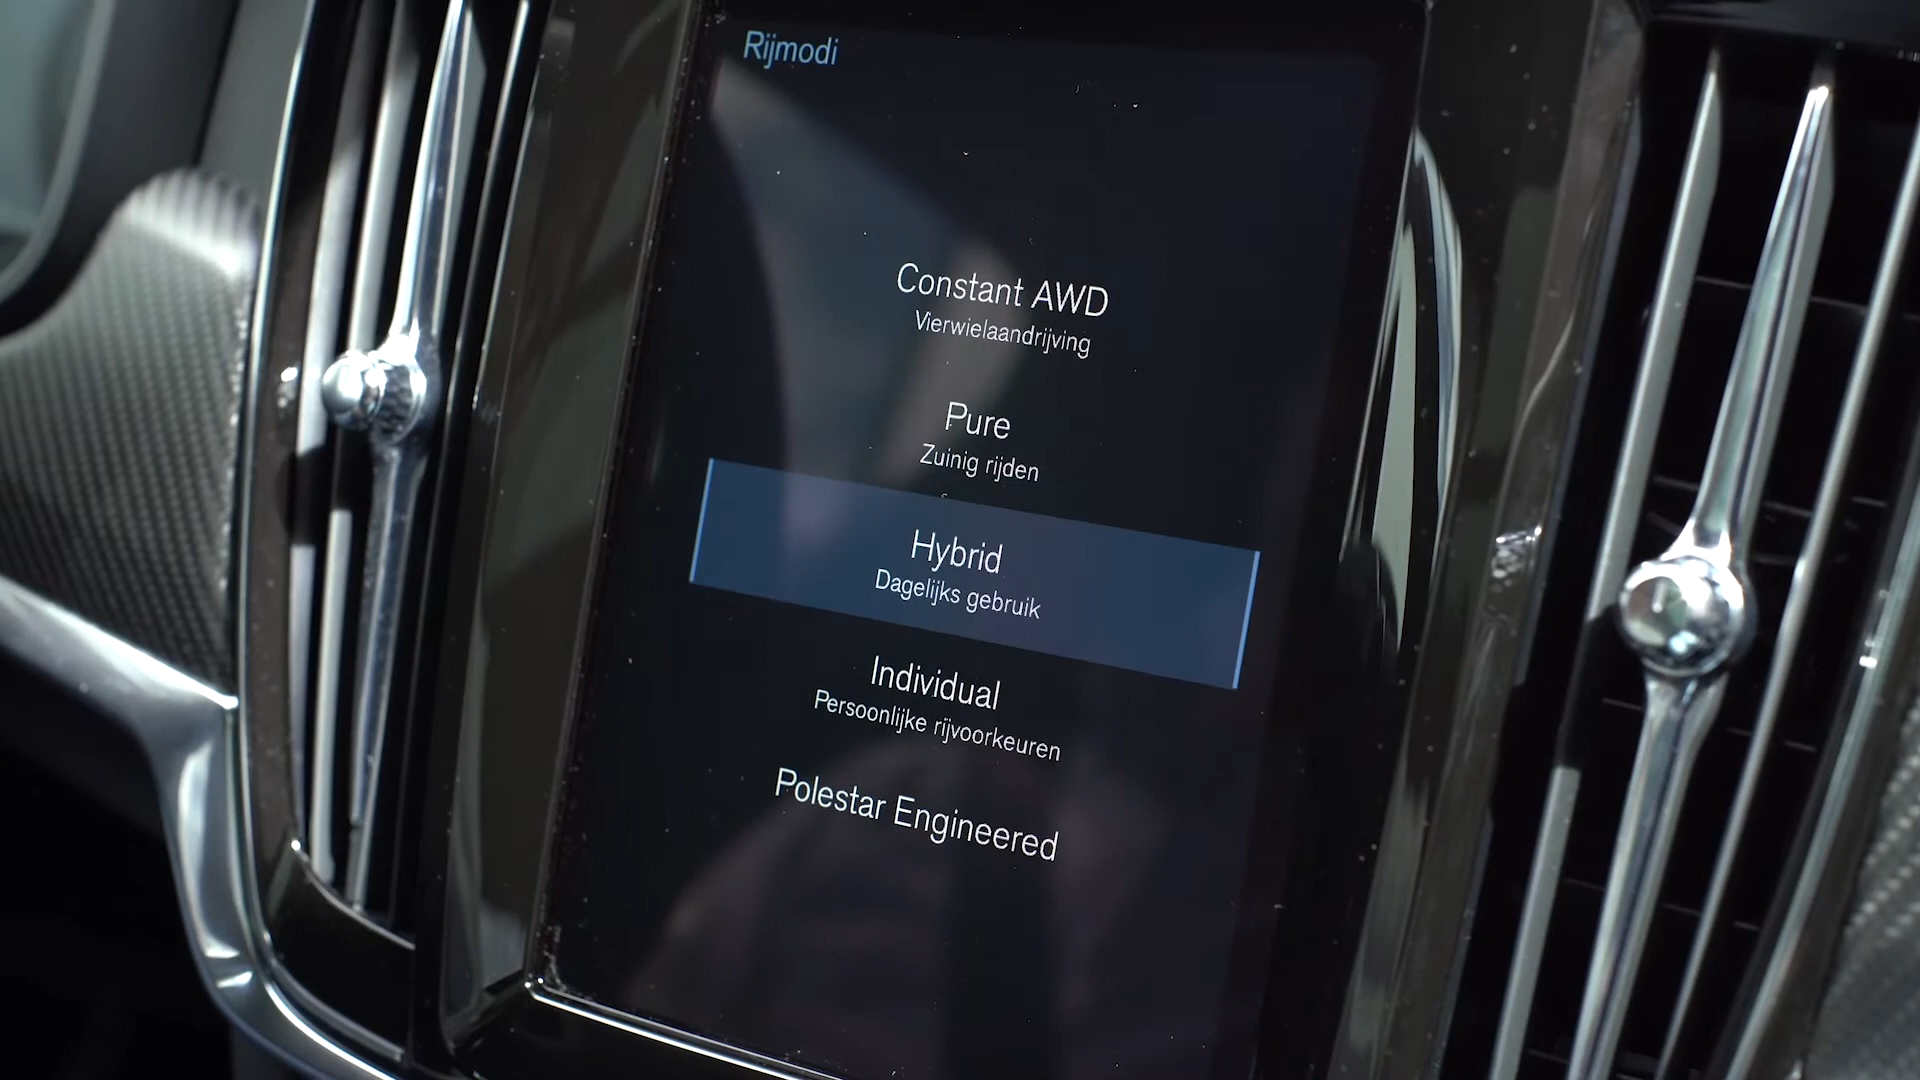 Rijmodi
Constant AWD
Vierwielaandrijving
Pure
Zuinig rijden
Hybrid
Dagelijks gebruik
Individual
Persoonlijke rijvoorkeuren
Polestar Engineered